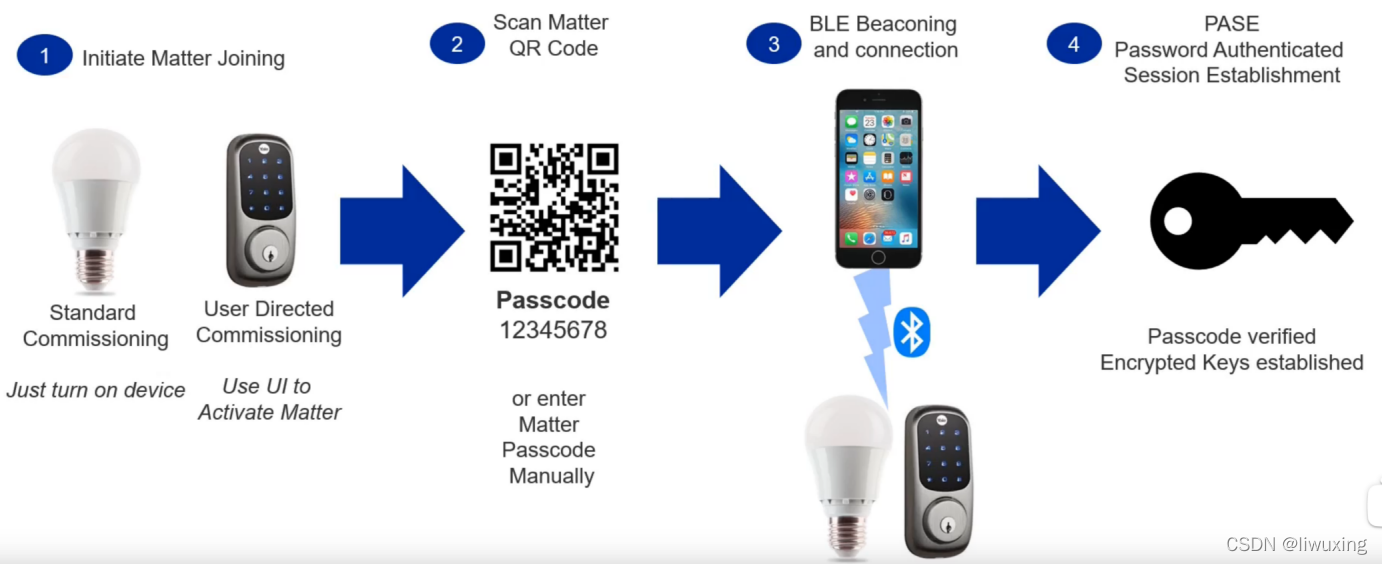 1
Initiate Matter Joining
Standard
Commissioning
Just turn on device
User Directed
Commissioning
Use UI to
Activate Matter
2
Scan Matter
QR Code
Passcode
12345678
or enter
Matter
Passcode
Manually
3
BLE Beaconing
and connection
23
4
PASE
Password Authenticated
Session Establishment
Passcode verified
Encrypted Keys established
CSDN @liwuxing